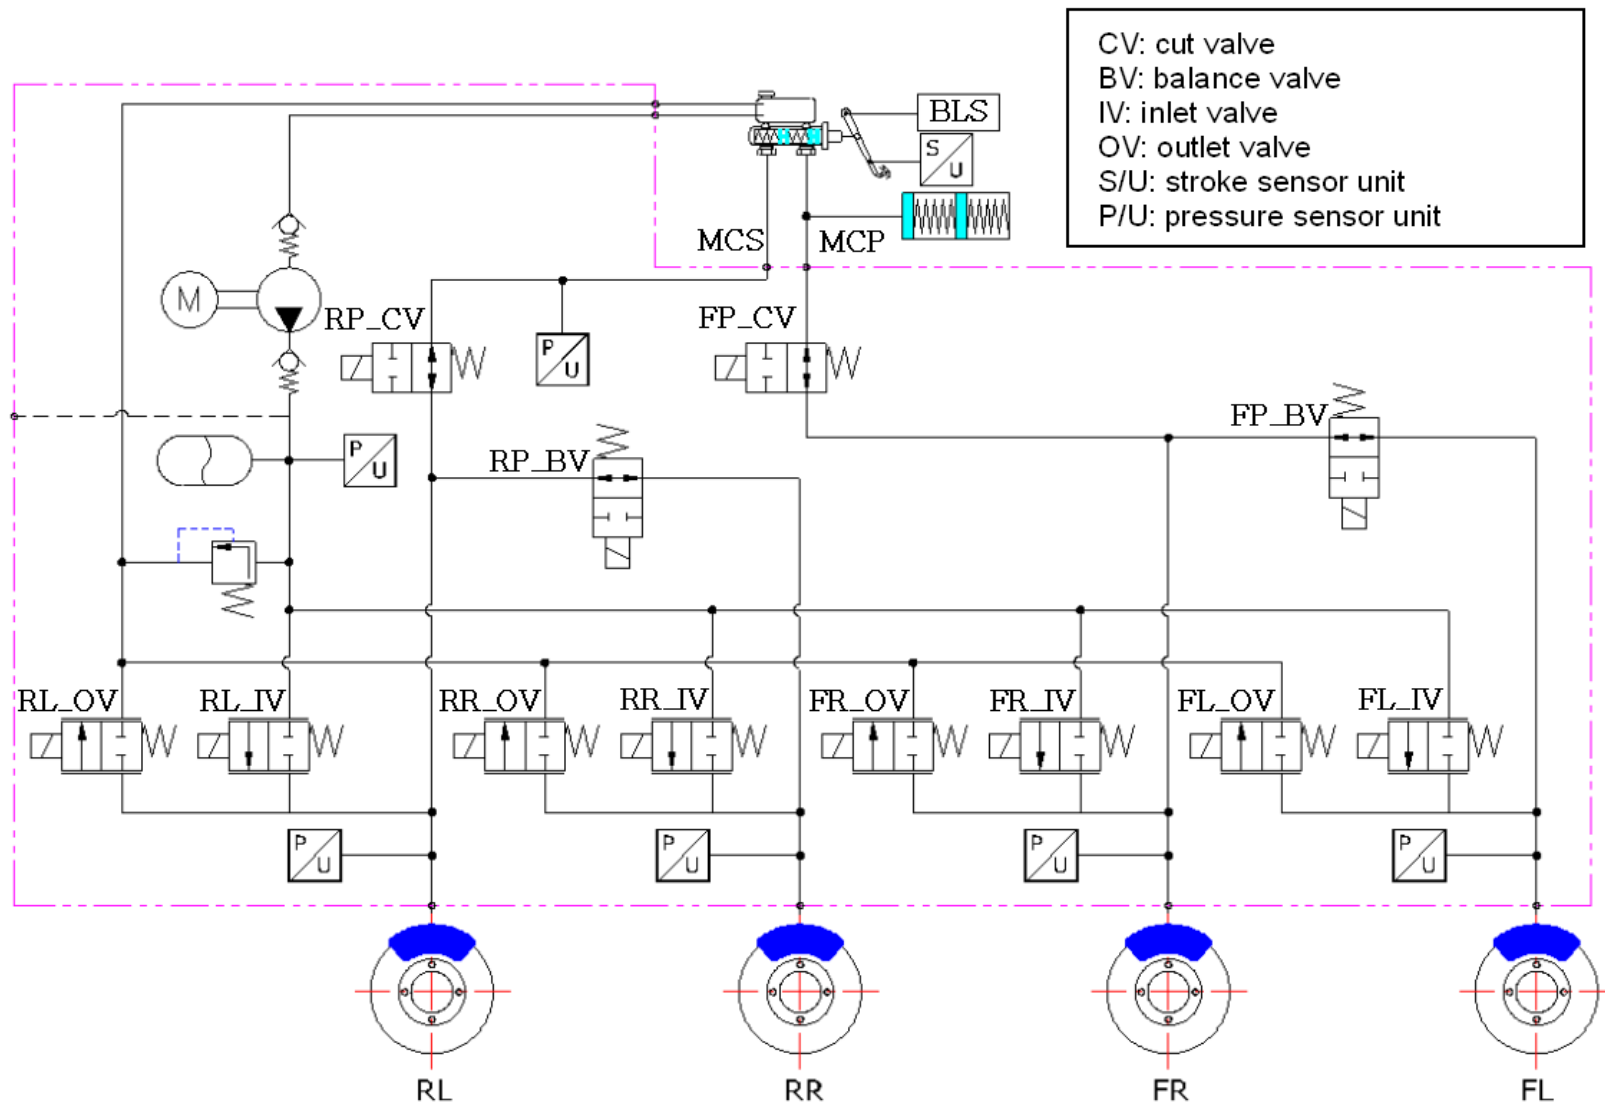 CV: cut valve
BV: balance valve
IV: inlet valve
OV: outlet valve
S/U: stroke sensor unit
P/U: pressure sensor unit
BLS
S
U
MCS
MCP
M
RP_CV
FP_CV
P
U
FP_BV
P
U
RP_BV
RL_OV
RL_IV
RR_OV
RR_IV
FR_OV
FR_IV
FL_OV
FL_IV
P
U
P
U
P
U
P
U
RL
RR
FR
FL